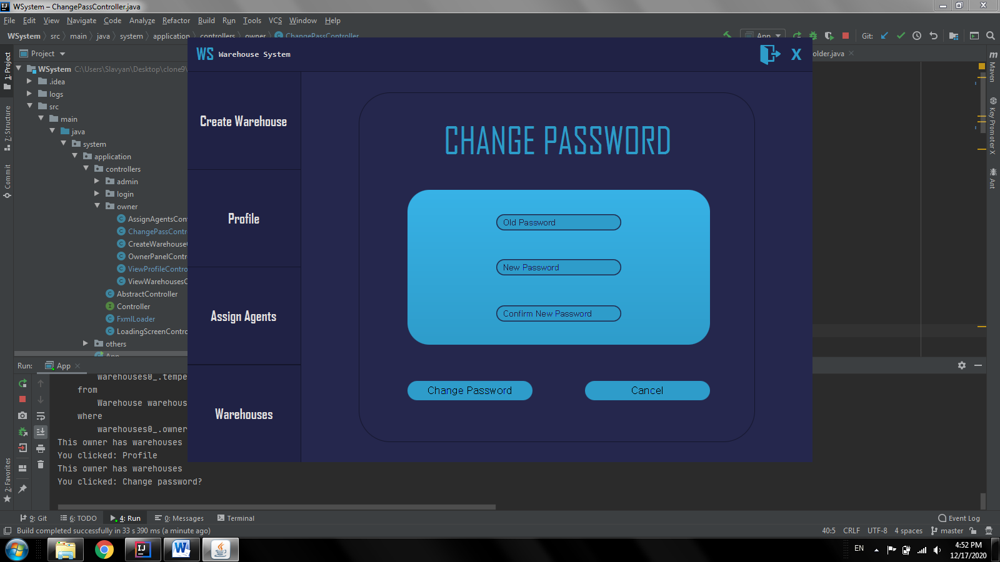 WSystem – ChangePassController.java
File Edit View Navigate Code Analyze Refactor Build Run Tools VCS Window Help
WSystem src main java system application controllers owner ChangePassController
App
Git:
Project
older.java
WSystem C:\Users\Slavyan\Desktop\clone9\
.idea
logs
src
main
java
system
application
controllers
admin
login
owner
AssignAgentsCon
ChangePassContr
CreateWarehouse
OwnerPanelContr
ViewProfileContro
ViewWarehousesC
AbstractController
Controller
FxmlLoader
LoadingScreenContro
others
App
1: Project
7: Structure
Commit
2: Favorites
Maven
Key Promoter X
Ant
WS Warehouse System
X
Create Warehouse
Profile
Assign Agents
Warehouses
CHANGE PASSWORD
Old Password
New Password
Confirm New Password
Change Password
Cancel
Run: App
warehouses0_.tempe
from
Warehouse warehous
where
warehouses0_.owner
This owner has warehouses
You clicked: Profile
This owner has warehouses
You clicked: Change password?
9: Git 6: TODO 4: Run 0: Messages Terminal Event Log
Build completed successfully in 33 s 390 ms (a minute ago) 40:5 CRLF UTF-8 4 spaces master
EN
4:52 PM
12/17/2020